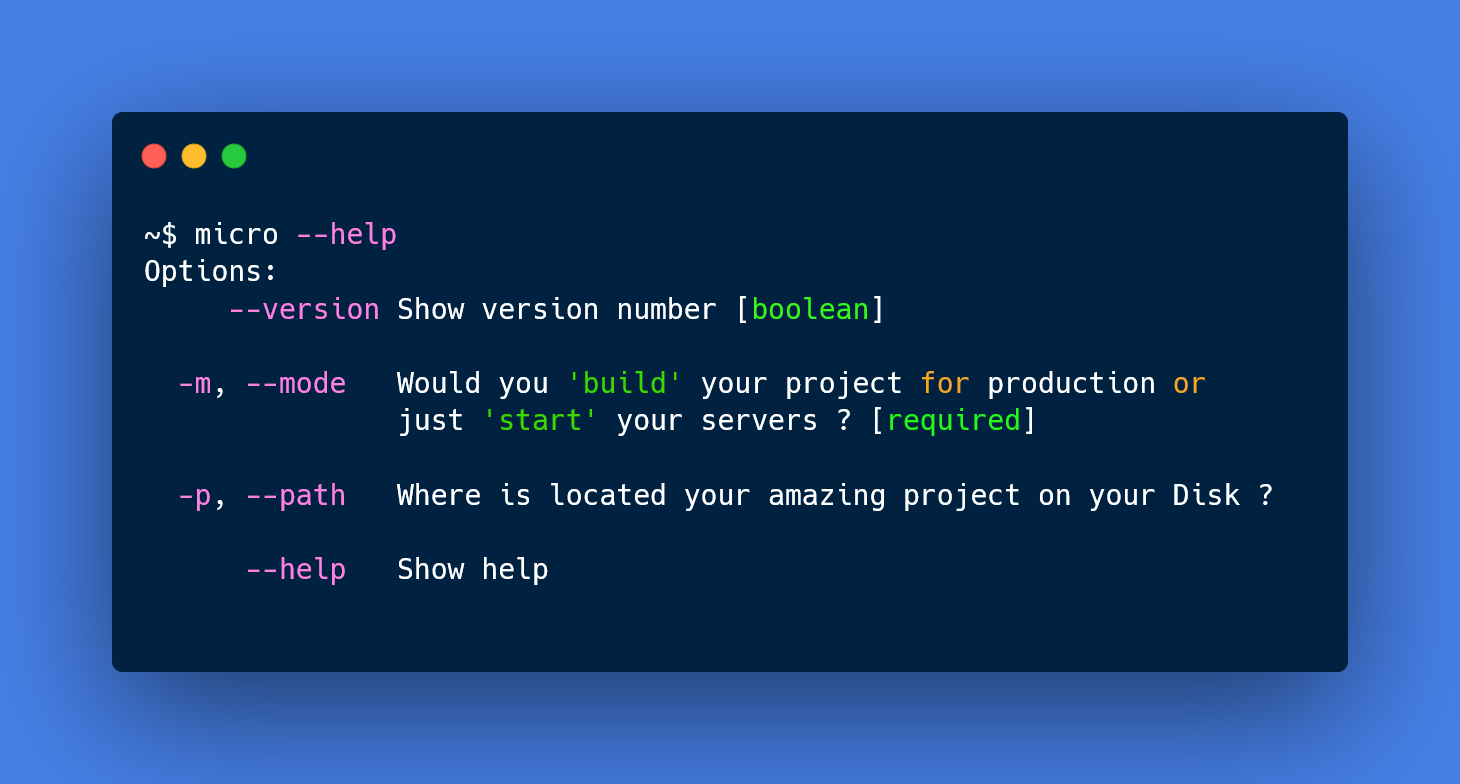 ~$ micro --help
Options:
--version Show version number [boolean]
-m, --mode Would you 'build' your project for production or
just 'start' your servers ? [required]
-p, --path Where is located your amazing project on your Disk ?
--help Show help